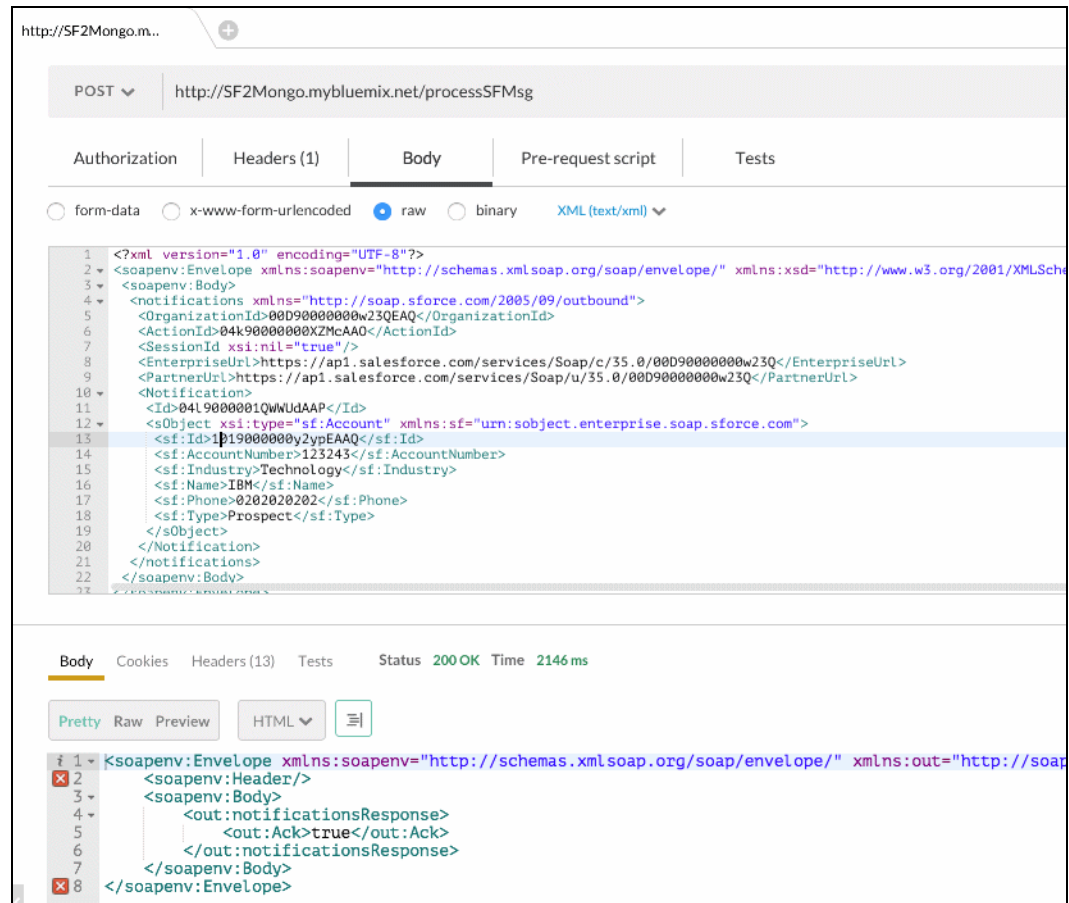 http://SF2Mongo.m...
POST http://SF2Mongo.mybluemix.net/processSFMsg
Authorization Headers (1) Body Pre-request script Tests
form-data x-www-form-urlencoded raw binary XML (text/xml)
1 <?xml version="1.0" encoding="UTF-8"?>
2 <soapenv:Envelope xmlns:soapenv="http://schemas.xmlsoap.org/soap/envelope/" xmlns:xsd="http://www.w3.org/2001/XMLSche
3 <soapenv:Body>
4 <notifications xmlns="http://soap.sforce.com/2005/09/outbound">
5 <OrganizationId>00D90000000w23QEAQ</OrganizationId>
6 <ActionId>04k90000000XZMcAAO</ActionId>
7 <SessionId xsi:nil="true"/>
8 <EnterpriseUrl>https://ap1.salesforce.com/services/Soap/c/35.0/00D90000000w23Q</EnterpriseUrl>
9 <PartnerUrl>https://ap1.salesforce.com/services/Soap/u/35.0/00D90000000w23Q</PartnerUrl>
10 <Notification>
11 <Id>04l9000001QWWUdAAP</Id>
12 <sObject xsi:type="sf:Account" xmlns:sf="urn:sobject.enterprise.soap.sforce.com">
13 <sf:Id>1019000000y2ypEAAQ</sf:Id>
14 <sf:AccountNumber>123243</sf:AccountNumber>
15 <sf:Industry>Technology</sf:Industry>
16 <sf:Name>IBM</sf:Name>
17 <sf:Phone>0202020202</sf:Phone>
18 <sf:Type>Prospect</sf:Type>
19 </sObject>
20 </Notification>
21 </notifications>
22 </soapenv:Body>
23 </soapenv:Envelope>
Body Cookies Headers (13) Tests Status 200 OK Time 2146 ms
Pretty Raw Preview HTML
i 1 <soapenv:Envelope xmlns:soapenv="http://schemas.xmlsoap.org/soap/envelope/" xmlns:out="http://soap
2 <soapenv:Header/>
3 <soapenv:Body>
4 <out:notificationsResponse>
5 <out:Ack>true</out:Ack>
6 </out:notificationsResponse>
7 </soapenv:Body>
8 </soapenv:Envelope>